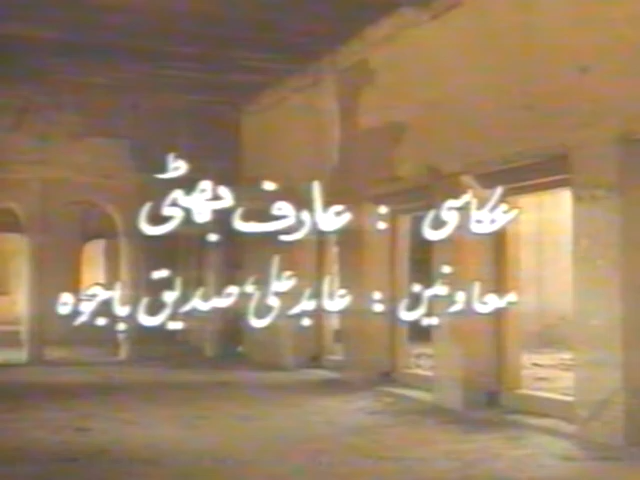 عکاسی : عارف بھٹی
معاونین : عابد علی، صدیق باجوہ